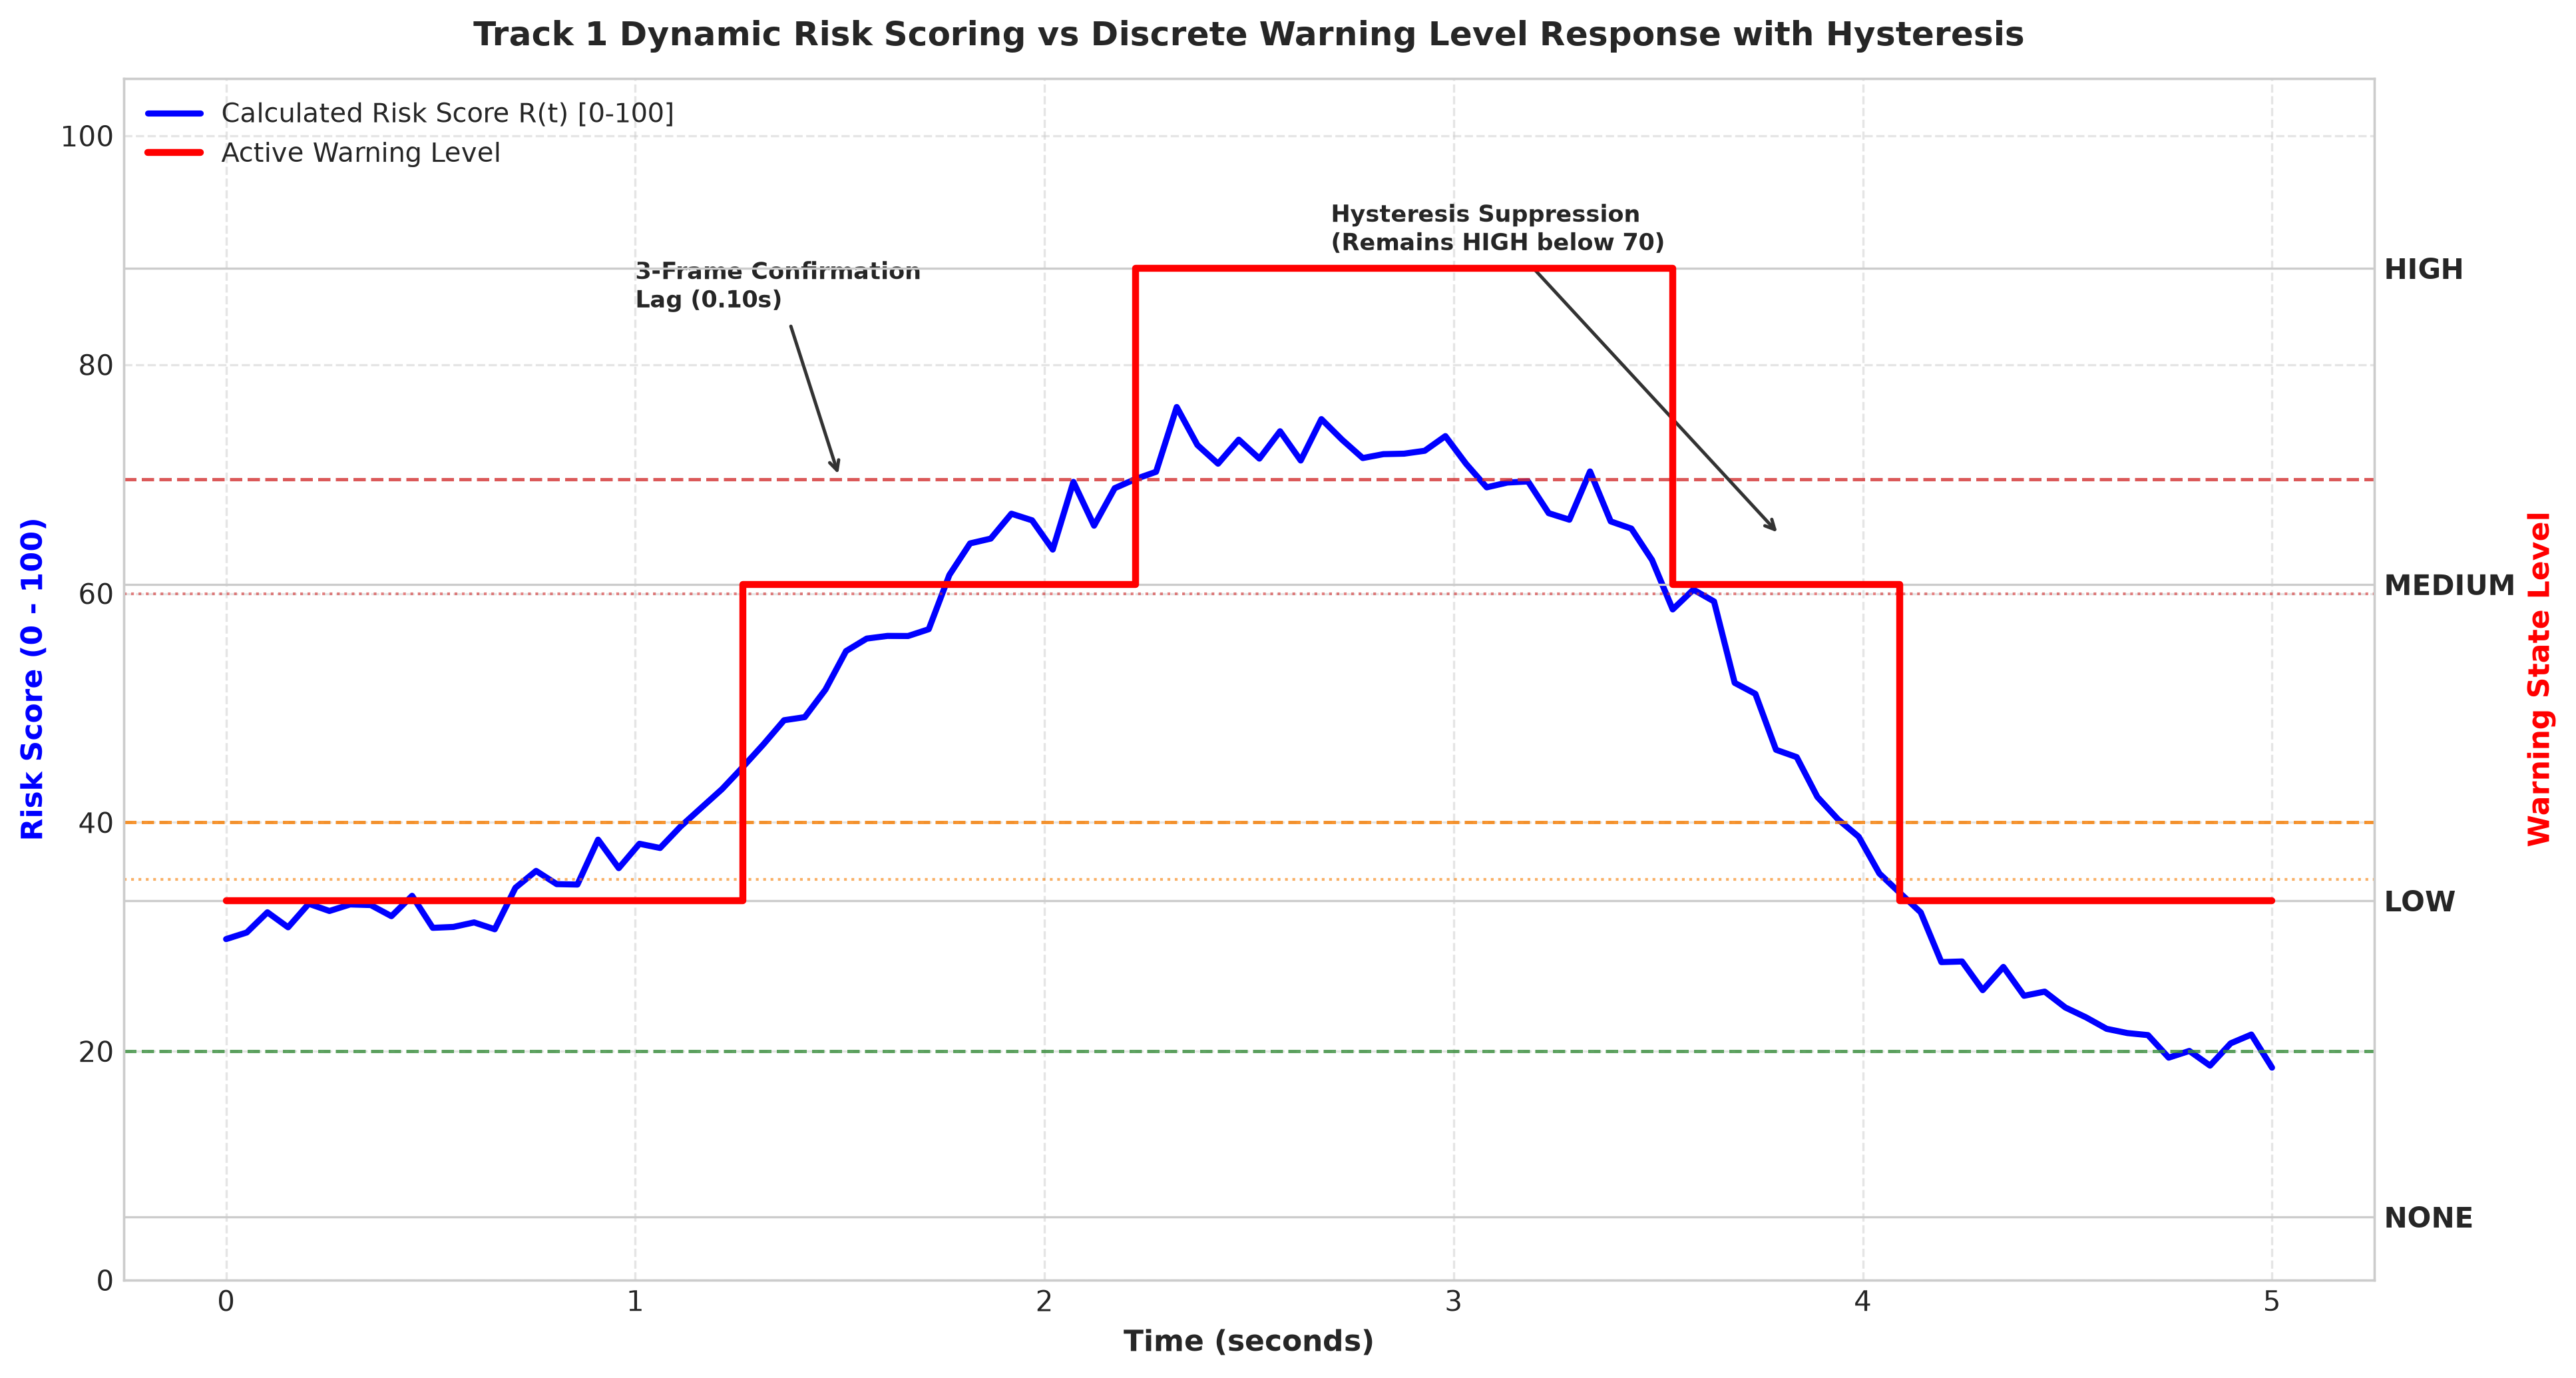 Track 1 Dynamic Risk Scoring vs Discrete Warning Level Response with Hysteresis
Calculated Risk Score R(t) [0-100]
Active Warning Level
Hysteresis Suppression
(Remains HIGH below 70)
3-Frame Confirmation
Lag (0.10s)
Risk Score (0 - 100)
100
80
60
40
20
0
HIGH
MEDIUM
LOW
NONE
Warning State Level
0 1 2 3 4 5
Time (seconds)